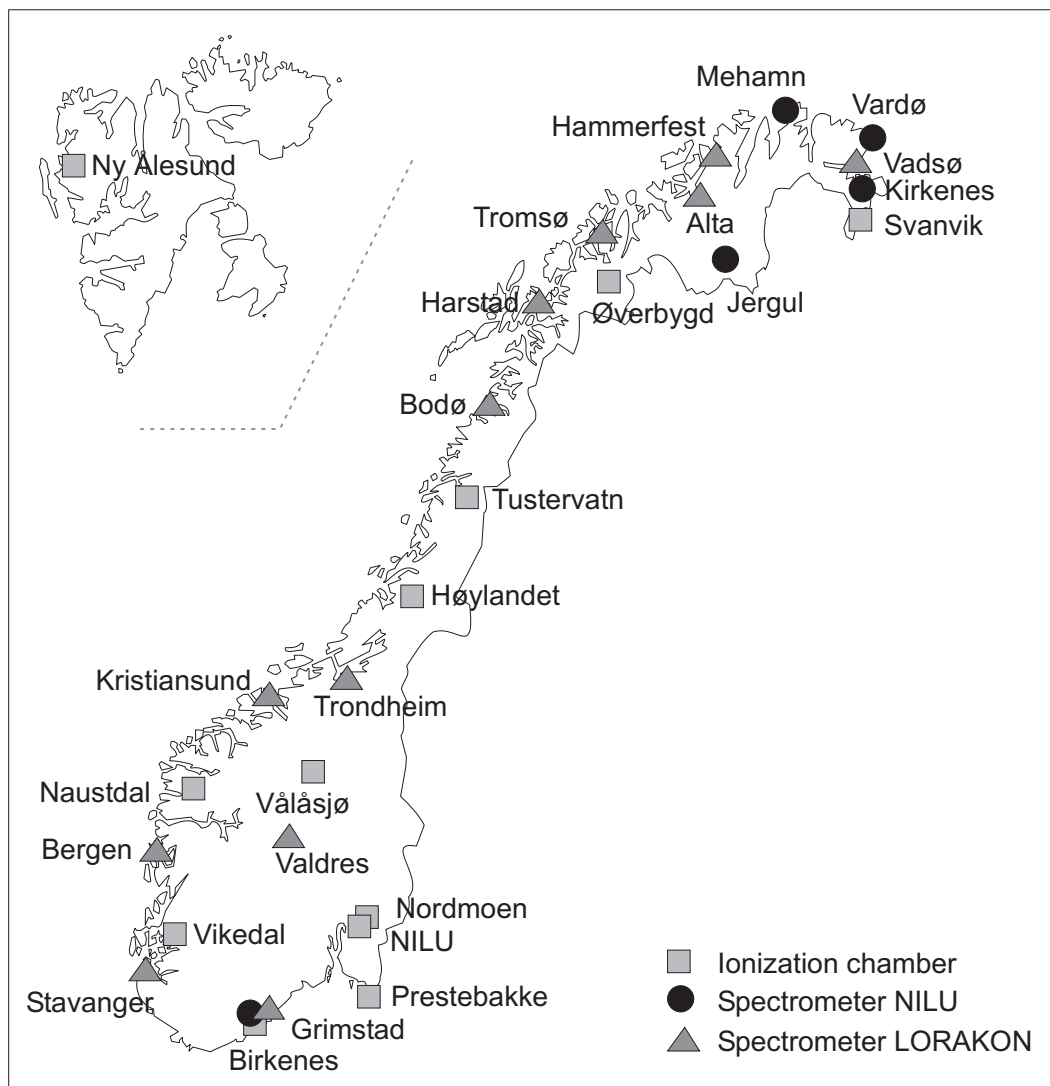 Mehamn
Vardø
Hammerfest
Ny Ålesund
Vadsø
Kirkenes
Tromsø
Alta
Svanvik
Harstad
Øverbygd
Jergul
Bodø
Tustervatn
Høylandet
Kristiansund
Trondheim
Naustdal
Vålåsjø
Bergen
Valdres
Nordmoen
NILU
Vikedal
Ionization chamber
Stavanger
Prestebakke
Spectrometer NILU
Grimstad
Spectrometer LORAKON
Birkenes